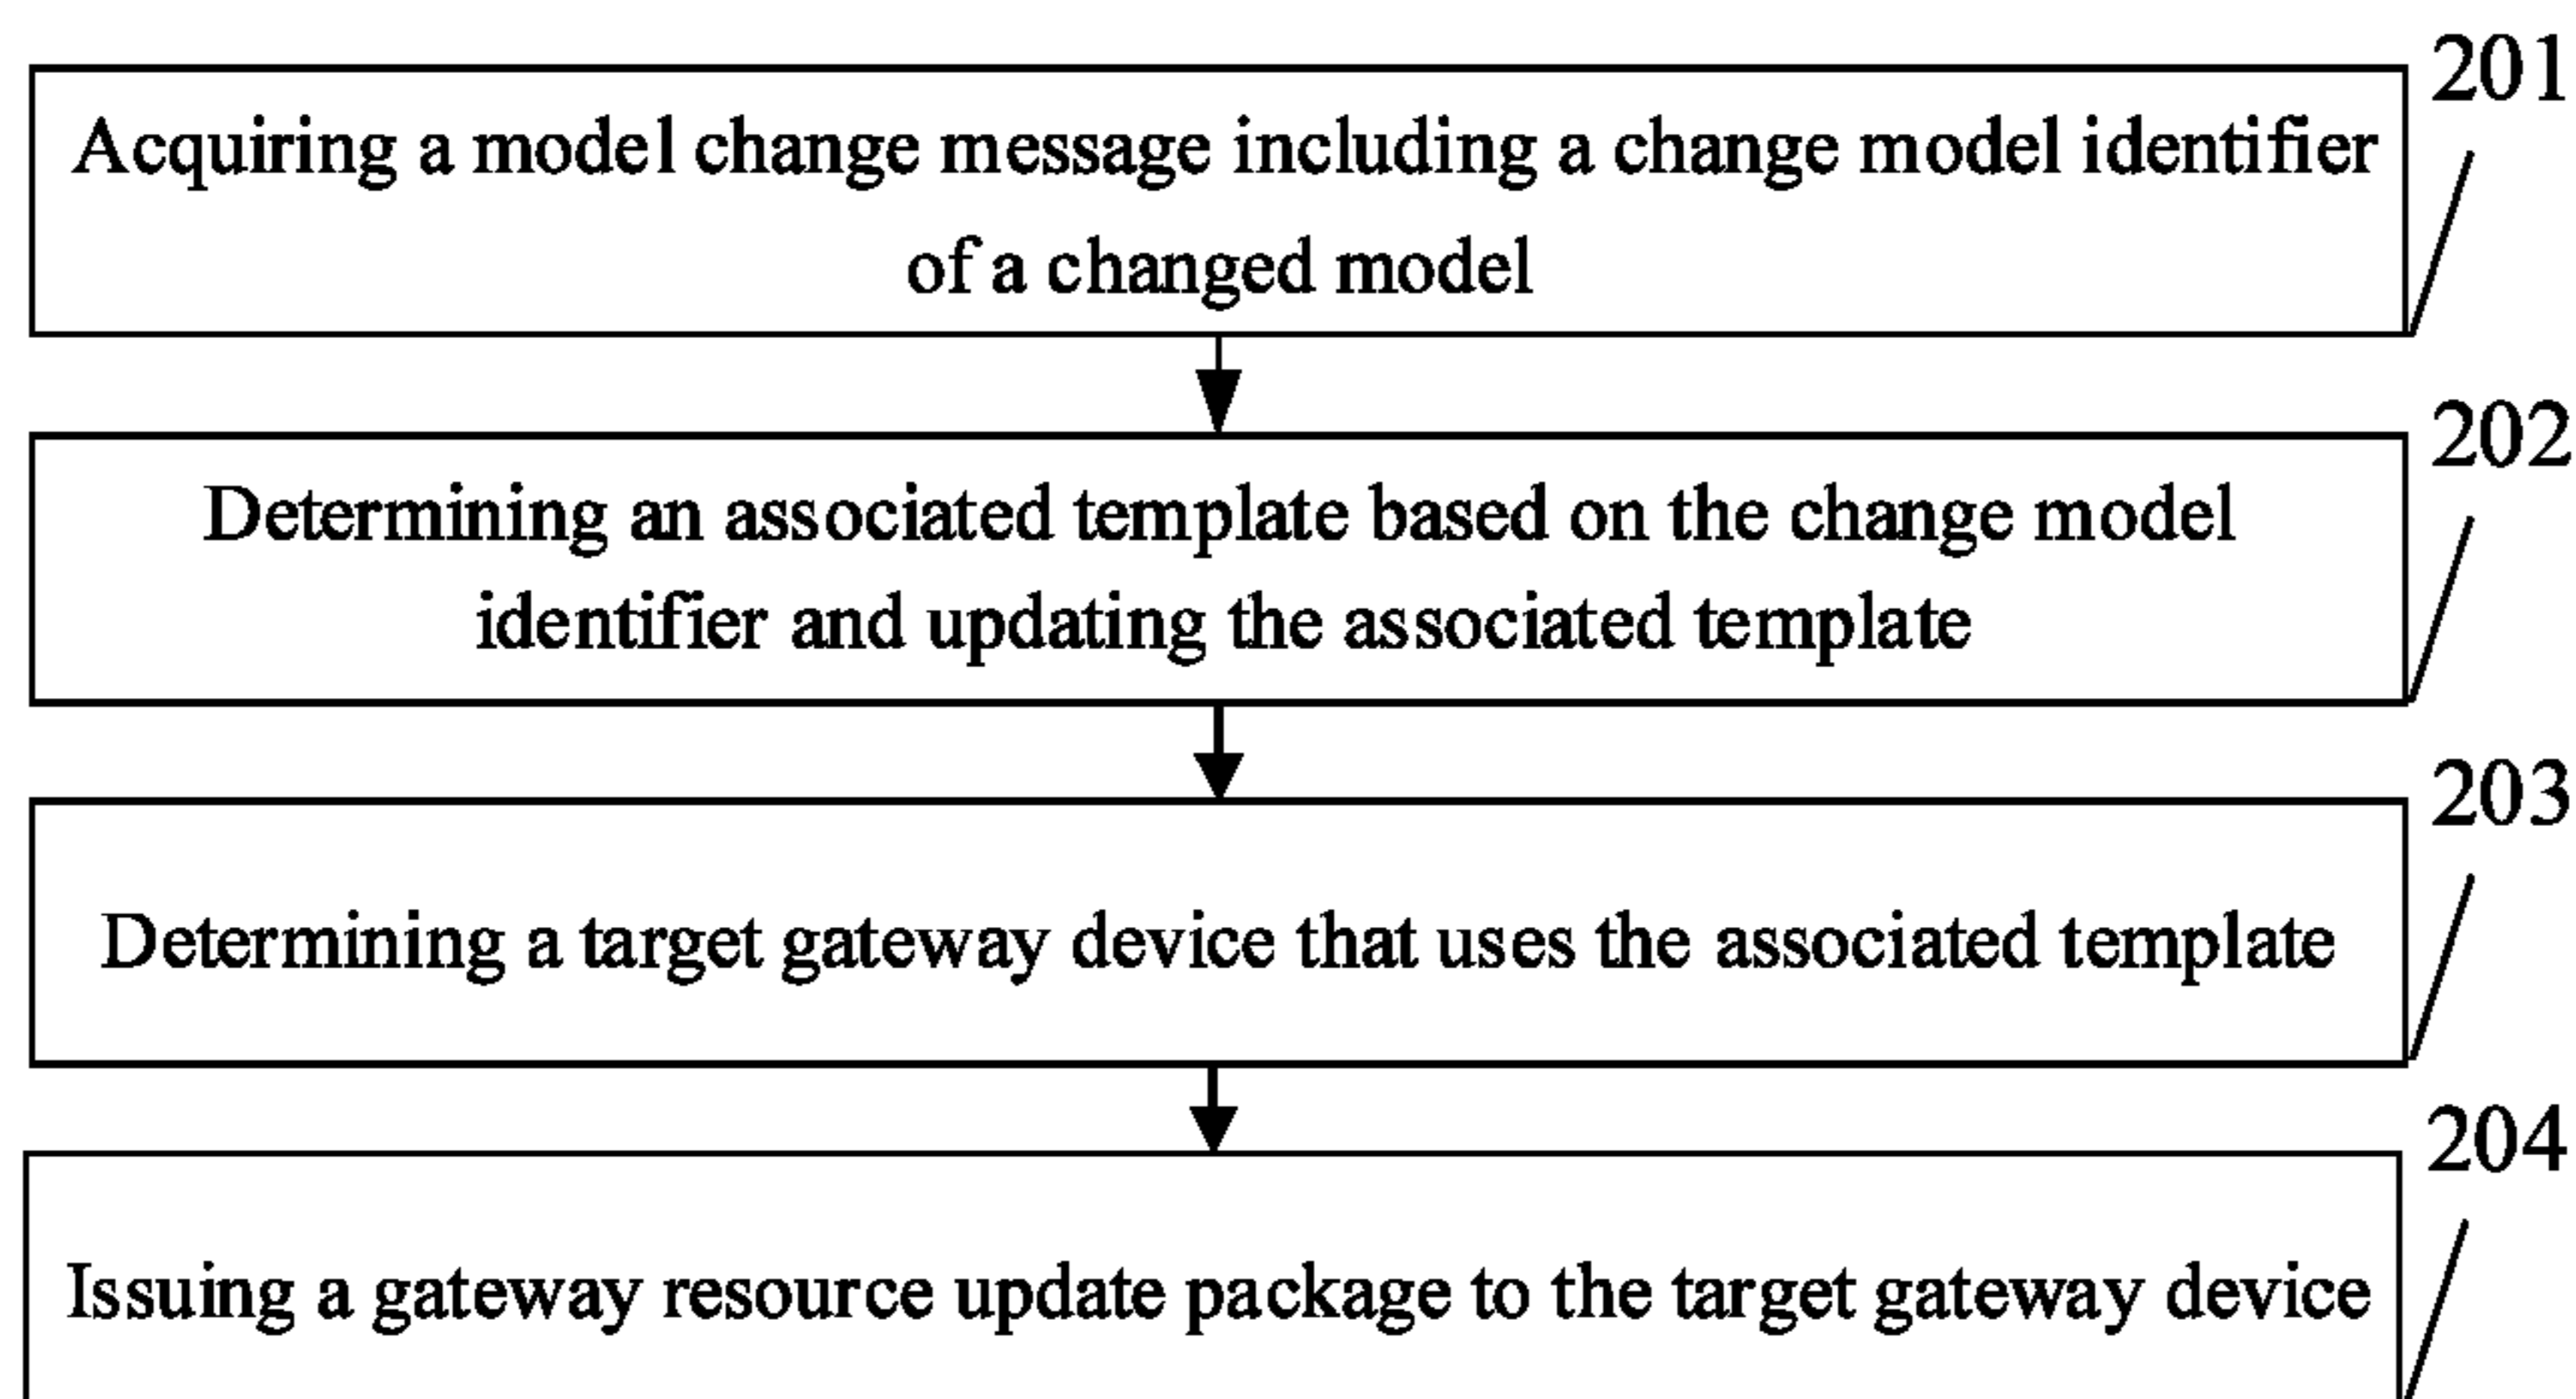 201
Acquiring a model change message including a change model identifier
of a changed model
202
Determining an associated template based on the change model
identifier and updating the associated template
203
Determining a target gateway device that uses the associated template
204
Issuing a gateway resource update package to the target gateway device